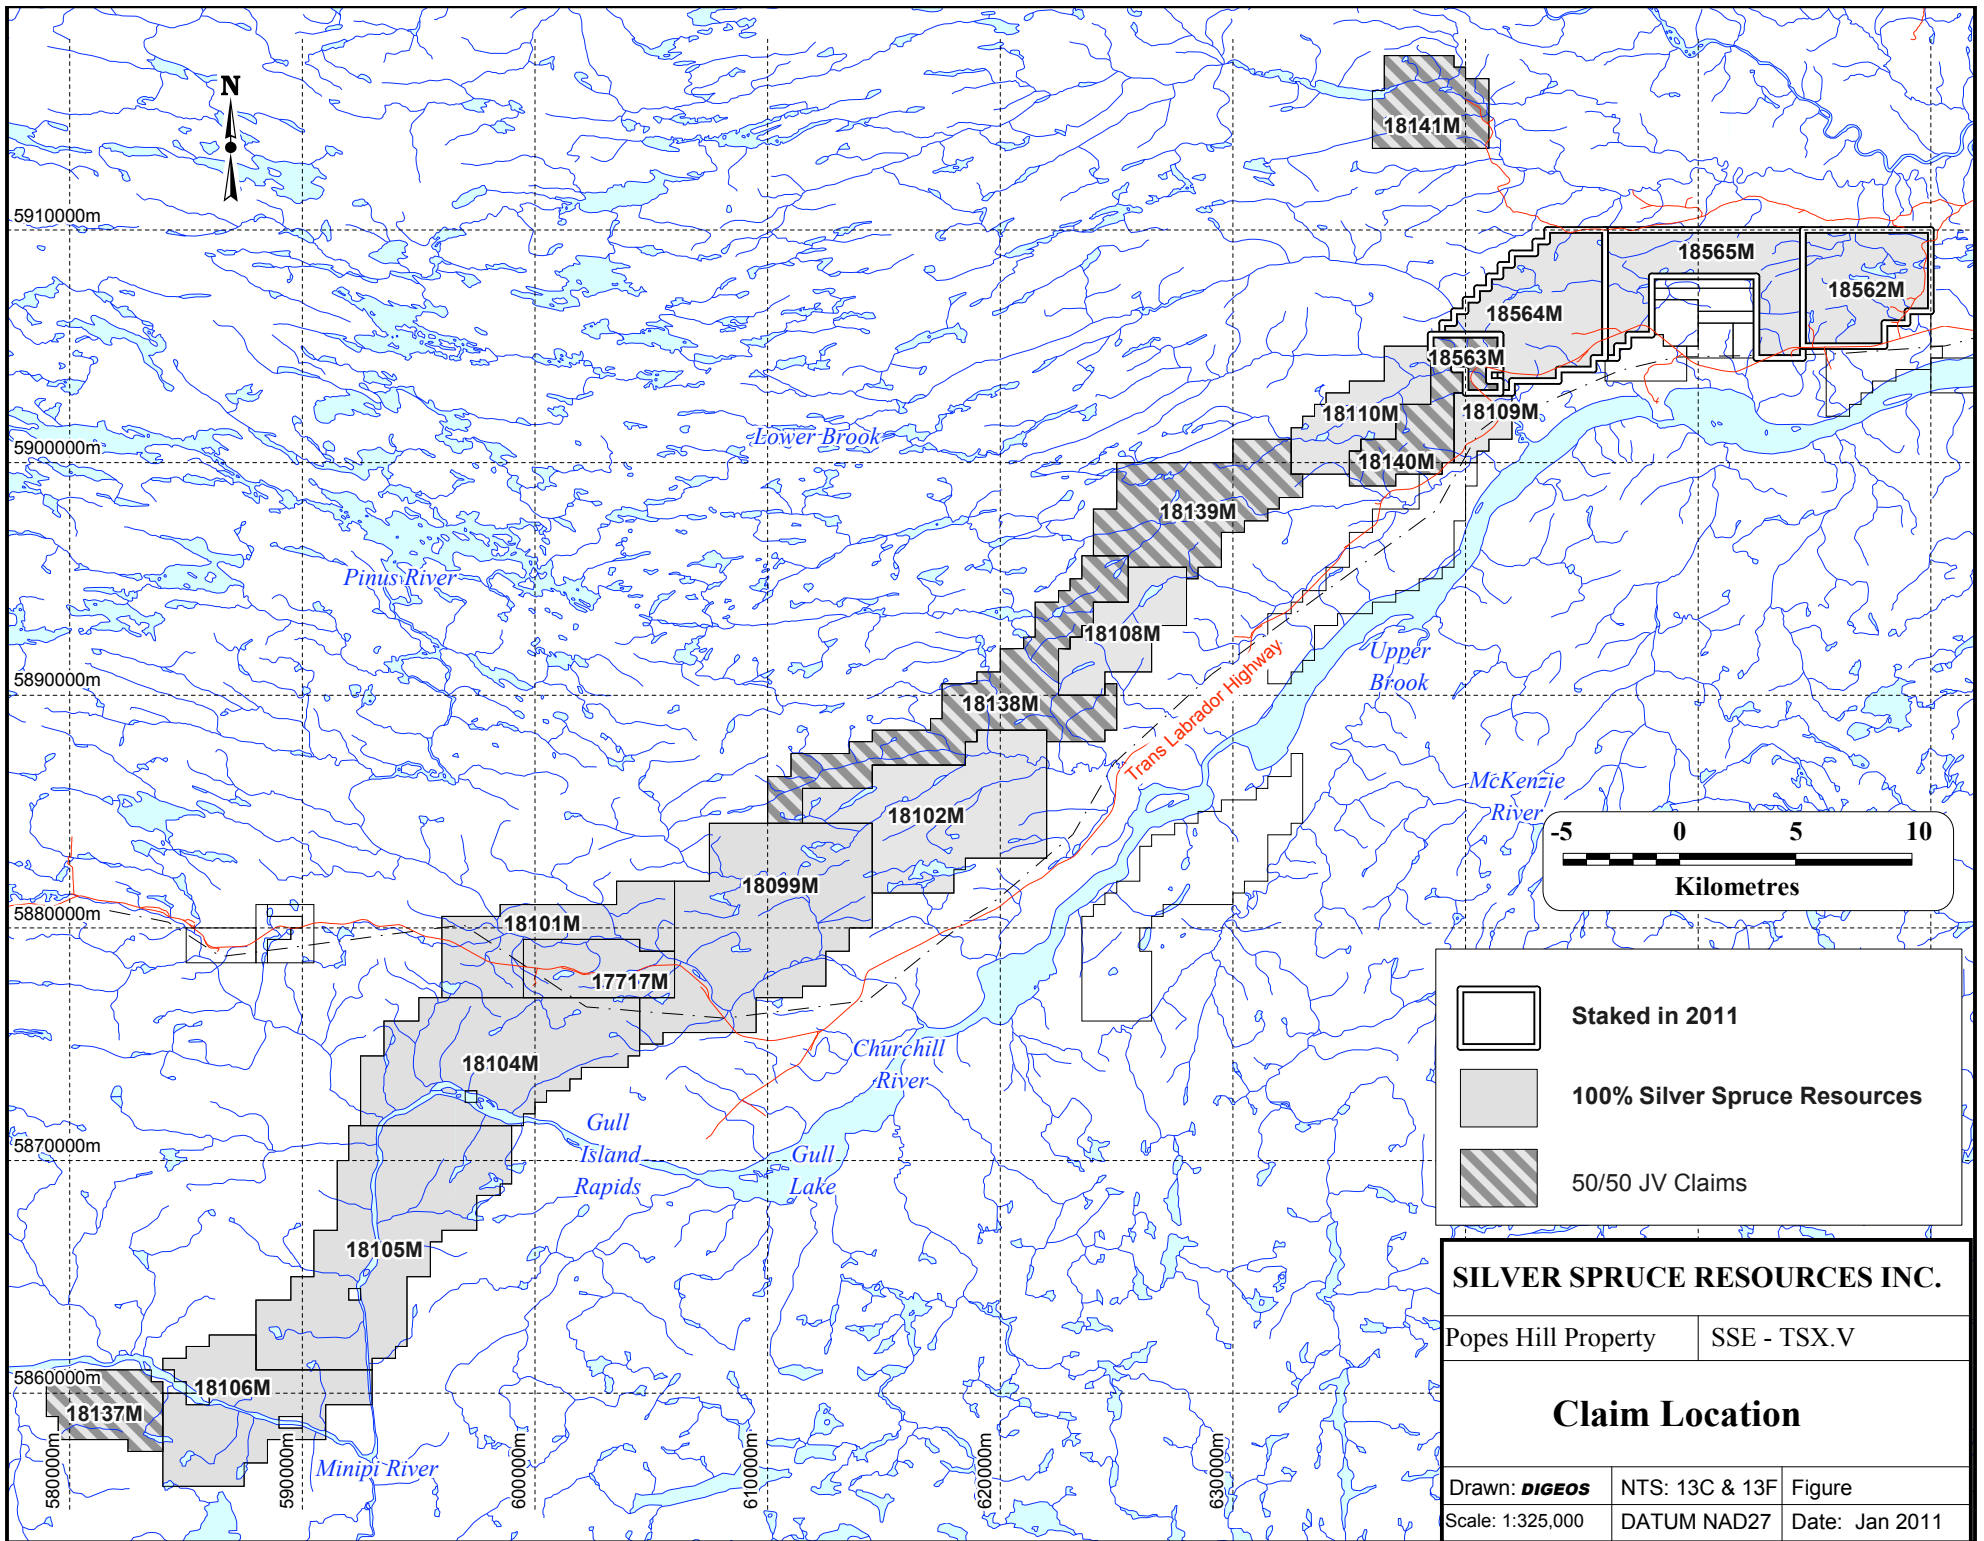 N
18141M
5910000m
18565M
18562M
18564M
18563M
18110M
18109M
Lower Brook
5900000m
18140M
18139M
Pinus River
18108M
Upper
Brook
5890000m
18138M
Trans Labrador Highway
McKenzie
River
18102M
-5 0 5 10
Kilometres
18099M
5880000m
18101M
17717M
Staked in 2011
Churchill
River
18104M
100% Silver Spruce Resources
Gull
Island
Rapids
Gull
Lake
5870000m
50/50 JV Claims
18105M
SILVER SPRUCE RESOURCES INC.
Popes Hill Property SSE - TSX.V
5860000m
18106M
18137M
Claim Location
Minipi River
580000m
590000m
600000m
610000m
620000m
630000m
Drawn: DIGEOS NTS: 13C & 13F Figure
Scale: 1:325,000 DATUM NAD27 Date: Jan 2011